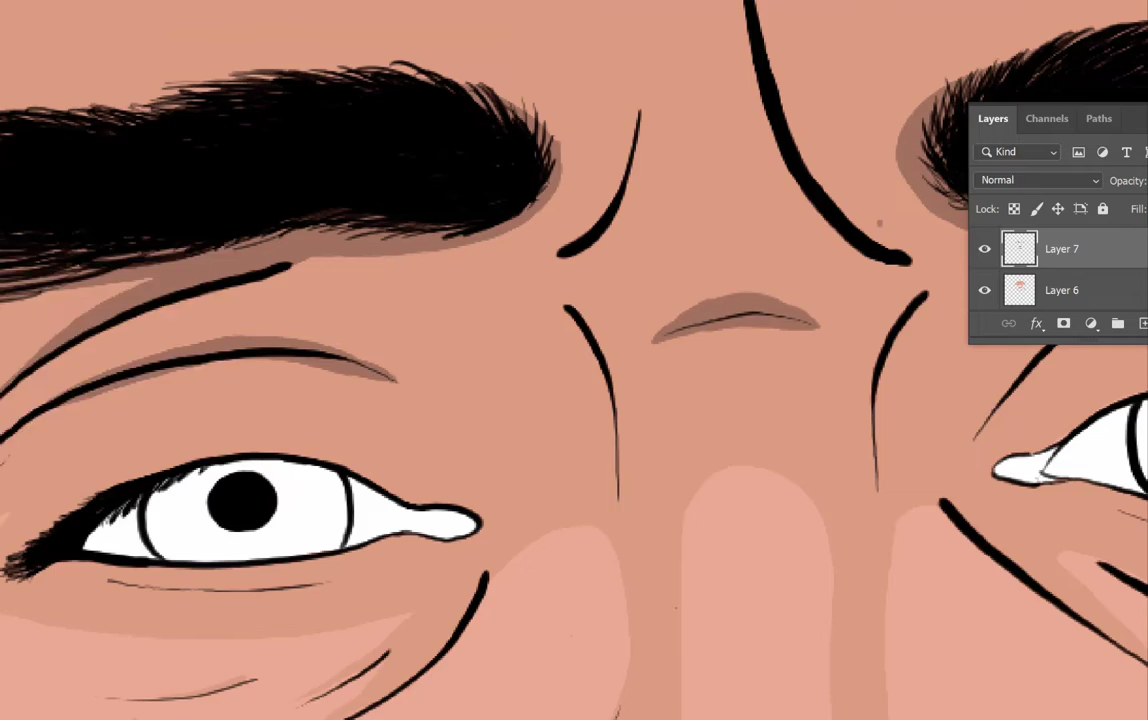 Layers Channels Paths
Kind T
Normal Opacity:
Lock: Fill:
Layer 7
Layer 6
fx